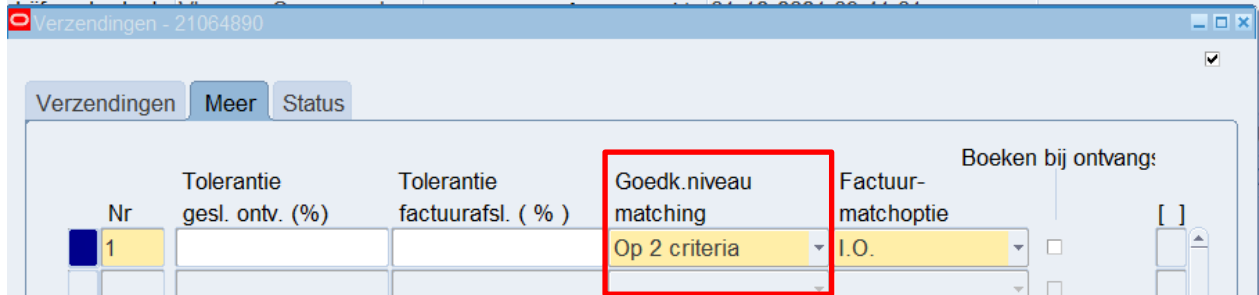 Verzendingen - 21064890
Verzendingen Meer Status
Boeken bij ontvangs
Tolerantie Tolerantie Goedk.niveau Factuur-
Nr gesl. ontv. (%) factuurafsl. ( % ) matching matchoptie [ ]
1 Op 2 criteria I.O.